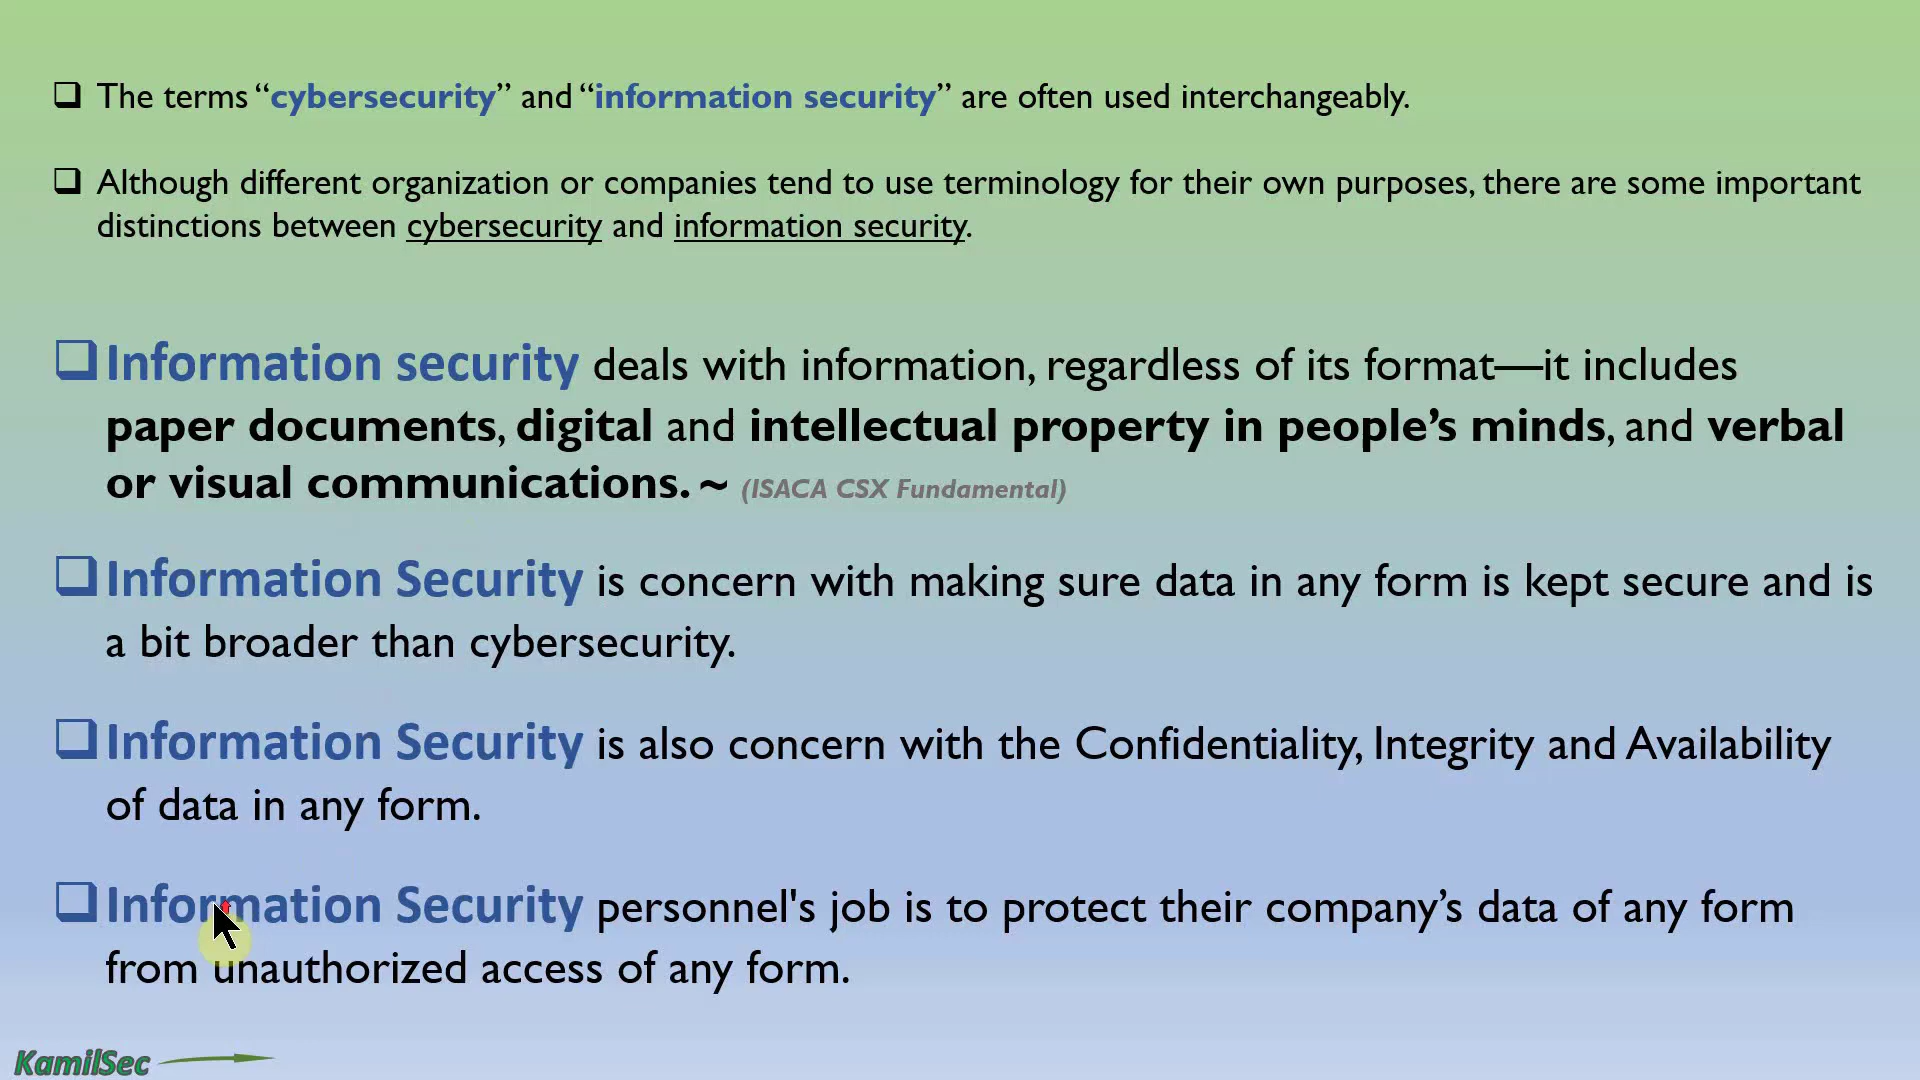 The terms “cybersecurity” and “information security” are often used interchangeably.
Although different organization or companies tend to use terminology for their own purposes, there are some important
distinctions between cybersecurity and information security.
Information security deals with information, regardless of its format—it includes
paper documents, digital and intellectual property in people’s minds, and verbal
or visual communications. ~ (ISACA CSX Fundamental)
Information Security is concern with making sure data in any form is kept secure and is
a bit broader than cybersecurity.
Information Security is also concern with the Confidentiality, Integrity and Availability
of data in any form.
Information Security personnel's job is to protect their company’s data of any form
from unauthorized access of any form.
KamilSec